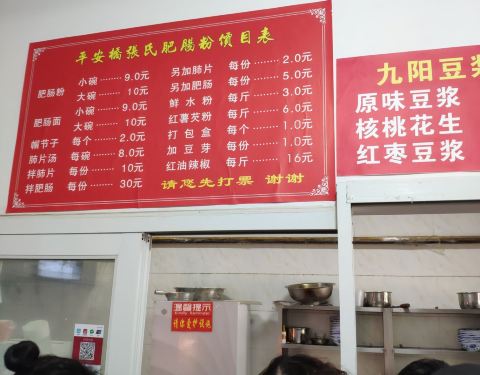 平安橋張氏肥腸粉價目表
肥肠粉 小碗 ········ 9.0元
大碗 ········ 10元
肥肠面 小碗 ········ 9.0元
大碗 ········ 10元
帽节子 每个 ········ 2.0元
肺片汤 每碗 ········ 8.0元
拌肺片 每份 ········ 10元
拌肥肠 每份 ········ 30元
另加肺片 每份 ········ 2.0元
另加肥肠 每份 ········ 5.0元
鲜水粉 每斤 ········ 3.0元
红薯芡粉 每斤 ········ 6.0元
打包盒 每个 ········ 1.0元
加豆芽 每份 ········ 1.0元
红油辣椒 每斤 ········ 16元
请您先打票 谢谢
九阳豆浆
原味豆浆
核桃花生
红枣豆浆
温馨提示